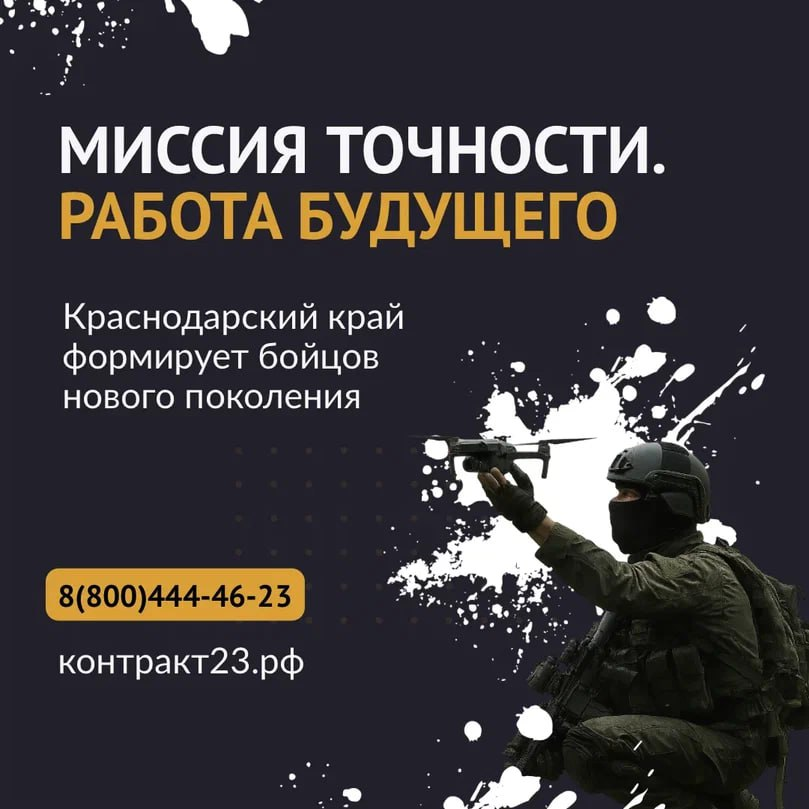 МИССИЯ ТОЧНОСТИ.
РАБОТА БУДУЩЕГО
Краснодарский край
формирует бойцов
нового поколения
8(800)444-46-23
контракт23.рф